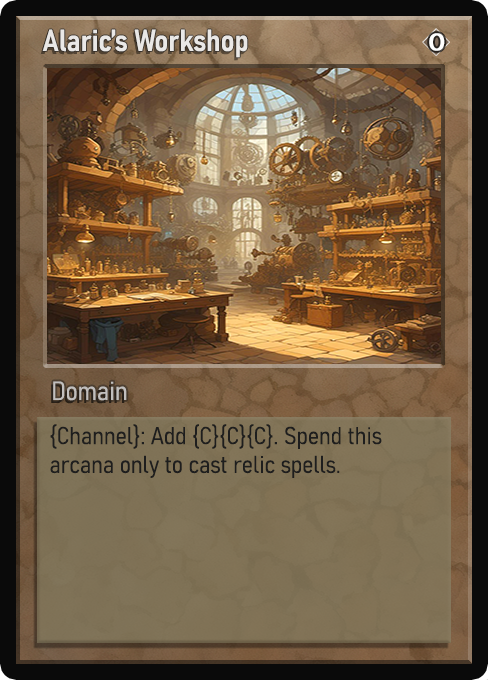 Alaric's Workshop 0
Domain
{Channel}: Add {C}{C}{C}. Spend this
arcana only to cast relic spells.